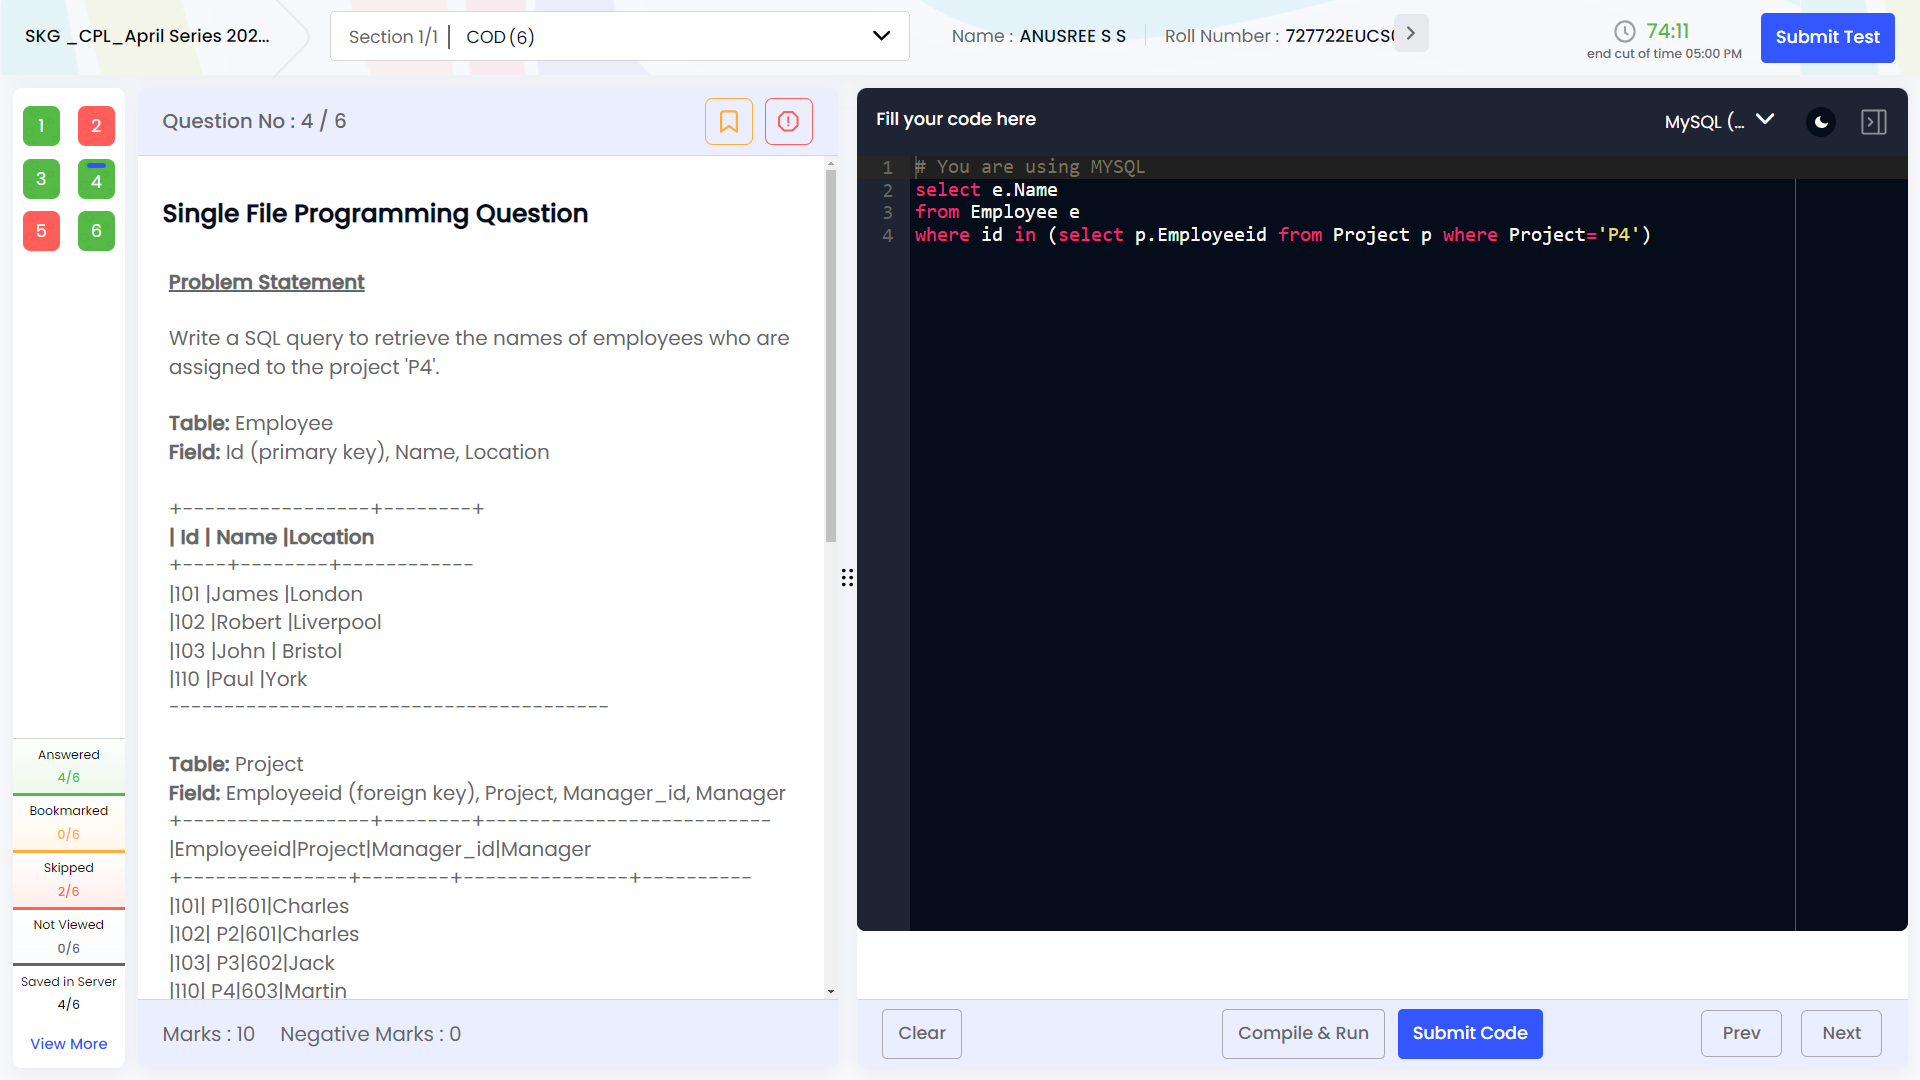 SKG _CPL_April Series 202...
Section 1/1 | COD (6)
Name : ANUSREE S S
Roll Number : 727722EUCS
74:11
end cut of time 05:00 PM
Submit Test
1 2
3 4
5 6
Answered
4/6
Bookmarked
0/6
Skipped
2/6
Not Viewed
0/6
Saved in Server
4/6
View More
Question No : 4 / 6
Single File Programming Question
Problem Statement
Write a SQL query to retrieve the names of employees who are
assigned to the project 'P4'.
Table: Employee
Field: Id (primary key), Name, Location
+-----------------+--------+
| Id | Name |Location
+----+--------+------------
|101 |James |London
|102 |Robert |Liverpool
|103 |John | Bristol
|110 |Paul |York
----------------------------------------
Table: Project
Field: Employeeid (foreign key), Project, Manager_id, Manager
+-----------------+--------+--------------------------
|Employeeid|Project|Manager_id|Manager
+---------------+--------+---------------+----------
|101| P1|601|Charles
|102| P2|601|Charles
|103| P3|602|Jack
|110| P4|603|Martin
Marks : 10 Negative Marks : 0
Fill your code here
MySQL (...
1 # You are using MYSQL
2 select e.Name
3 from Employee e
4 where id in (select p.Employeeid from Project p where Project='P4')
Clear
Compile & Run
Submit Code
Prev
Next